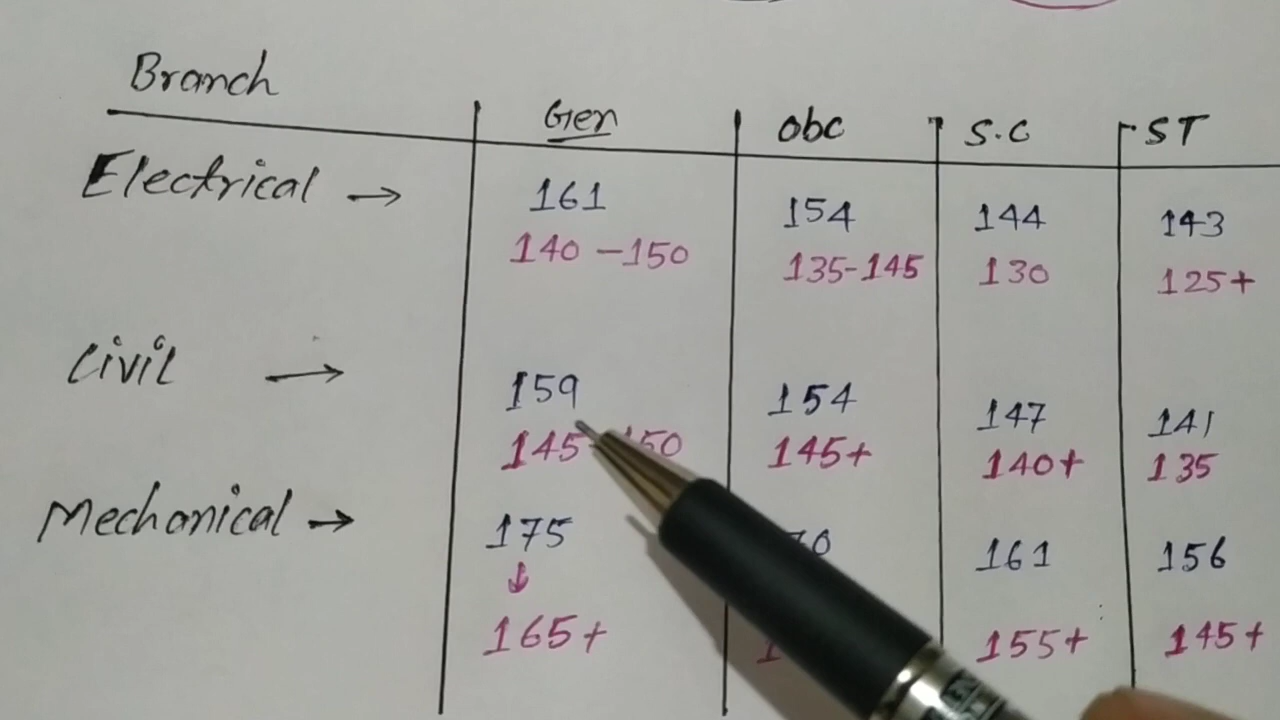 Branch
Gen obc S.C ST
Electrical → 161 154 144 143
140 - 150 135-145 130 125+
Civil → 159 154 147 141
145 150 145+ 140+ 135
Mechanical → 175 161 156
↓
165+ 155+ 145+